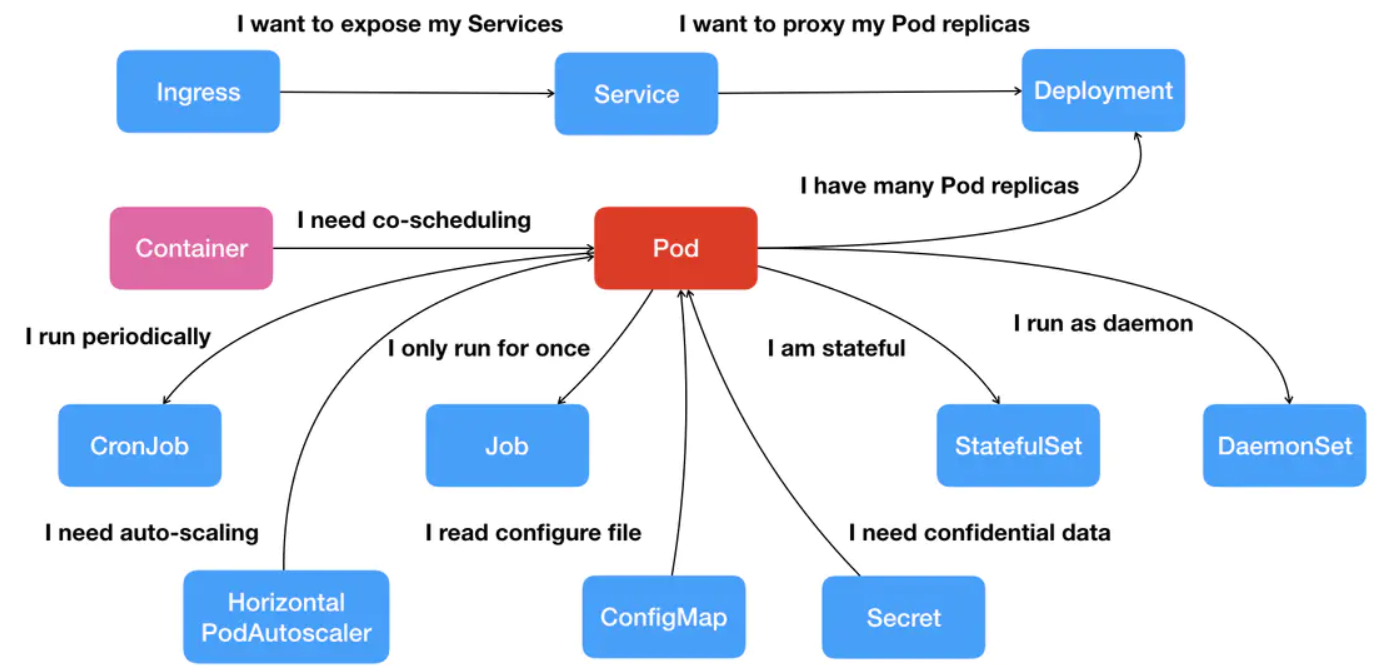 I want to expose my Services
I want to proxy my Pod replicas
Ingress
Service
Deployment
I have many Pod replicas
I need co-scheduling
Container
Pod
I run periodically
I only run for once
I am stateful
I run as daemon
CronJob
Job
StatefulSet
DaemonSet
I need auto-scaling
I read configure file
I need confidential data
Horizontal
PodAutoscaler
ConfigMap
Secret